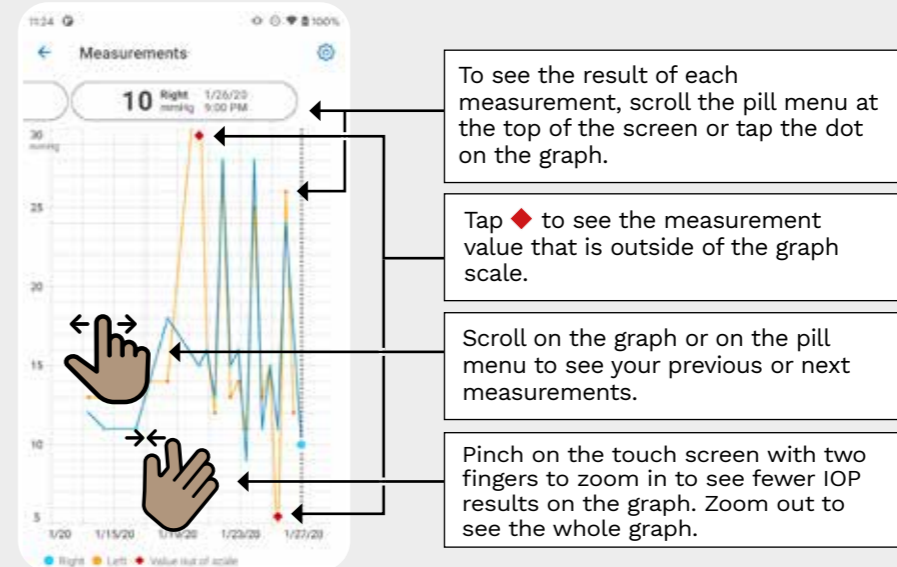 11:24 100%
Measurements
10 Right 1/26/20
mmHg 9:00 PM
30
mmHg
25
20
15
10
5
1/20 1/15/20 1/19/20 1/23/20 1/27/20
Right Left Value out of scale
To see the result of each
measurement, scroll the pill menu at
the top of the screen or tap the dot
on the graph.
Tap to see the measurement
value that is outside of the graph
scale.
Scroll on the graph or on the pill
menu to see your previous or next
measurements.
Pinch on the touch screen with two
fingers to zoom in to see fewer IOP
results on the graph. Zoom out to
see the whole graph.